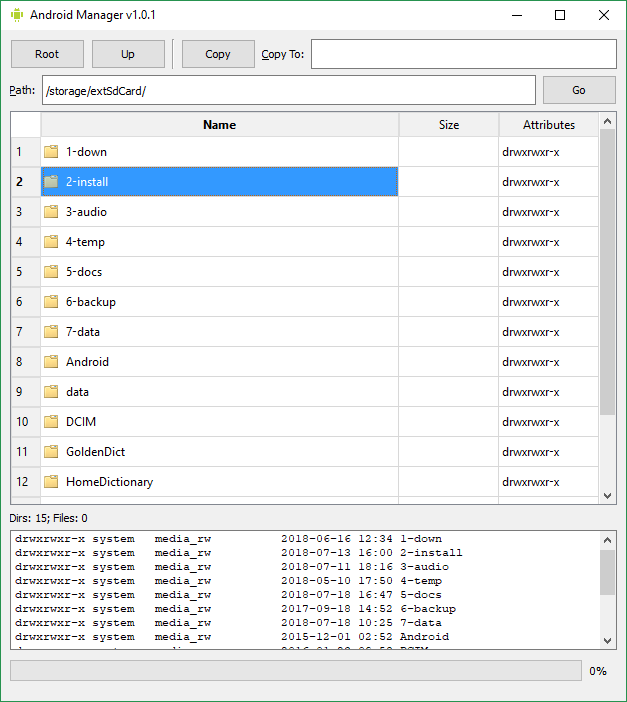 Android Manager v1.0.1
Root Up Copy Copy To:
Path: /storage/extSdCard/ Go
Name Size Attributes
1 1-down drwxrwxr-x
2 2-install drwxrwxr-x
3 3-audio drwxrwxr-x
4 4-temp drwxrwxr-x
5 5-docs drwxrwxr-x
6 6-backup drwxrwxr-x
7 7-data drwxrwxr-x
8 Android drwxrwxr-x
9 data drwxrwxr-x
10 DCIM drwxrwxr-x
11 GoldenDict drwxrwxr-x
12 HomeDictionary drwxrwxr-x
Dirs: 15; Files: 0
drwxrwxr-x system media_rw 2018-06-16 12:34 1-down
drwxrwxr-x system media_rw 2018-07-13 16:00 2-install
drwxrwxr-x system media_rw 2018-07-11 18:16 3-audio
drwxrwxr-x system media_rw 2018-05-10 17:50 4-temp
drwxrwxr-x system media_rw 2018-07-18 16:47 5-docs
drwxrwxr-x system media_rw 2017-09-18 14:52 6-backup
drwxrwxr-x system media_rw 2018-07-18 10:25 7-data
drwxrwxr-x system media_rw 2015-12-01 02:52 Android
0%